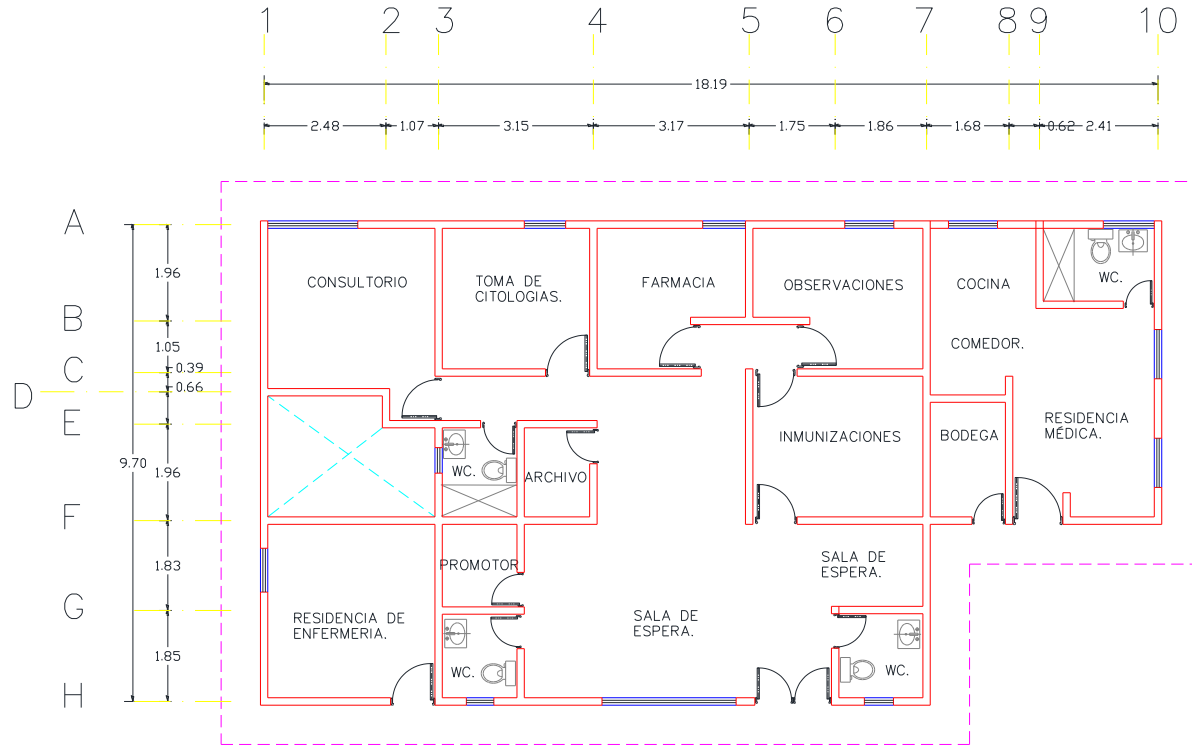 1 2 3 4 5 6 7 8 9 10
18.19
2.48 1.07 3.15 3.17 1.75 1.86 1.68 0.62 2.41
A
1.96
CONSULTORIO
TOMA DE
CITOLOGIAS.
FARMACIA
OBSERVACIONES
COCINA
WC.
B
1.05
COMEDOR.
C
0.39
D
0.66
E
9.70
1.96
WC.
ARCHIVO
INMUNIZACIONES
BODEGA
RESIDENCIA
MÉDICA.
F
1.83
PROMOTOR
SALA DE
ESPERA.
G
RESIDENCIA DE
ENFERMERIA.
SALA DE
ESPERA.
1.85
WC.
WC.
H